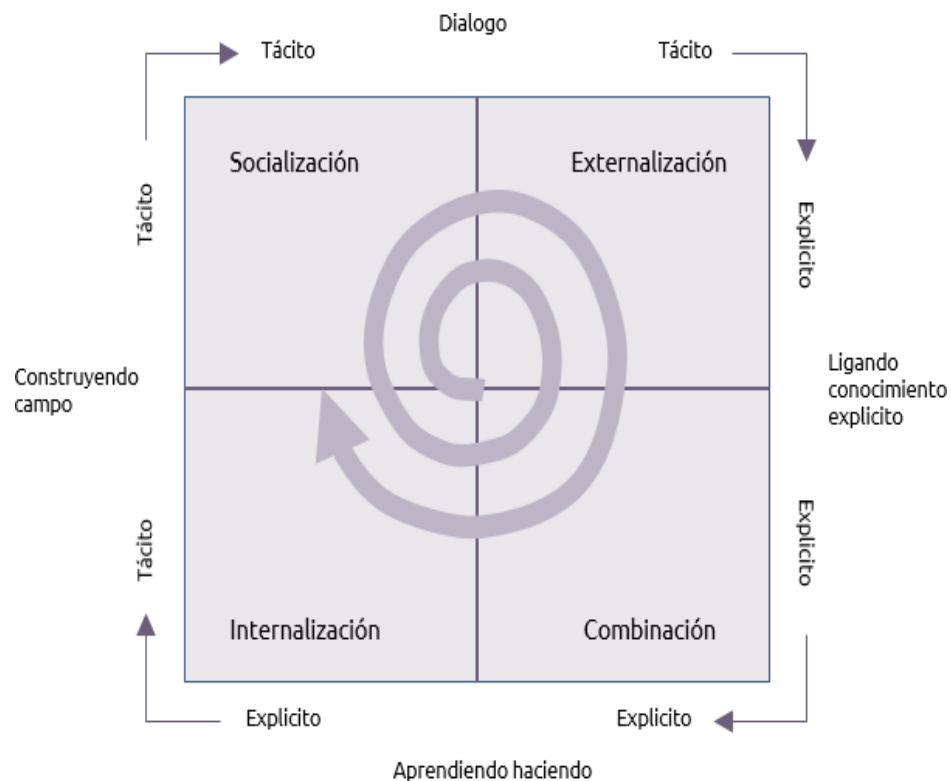 Dialogo
Tácito
Tácito
Socialización
Externalización
Tácito
Explicito
Construyendo
campo
Ligando
conocimiento
explicito
Tácito
Explicito
Internalización
Combinación
Explicito
Explicito
Aprendiendo haciendo